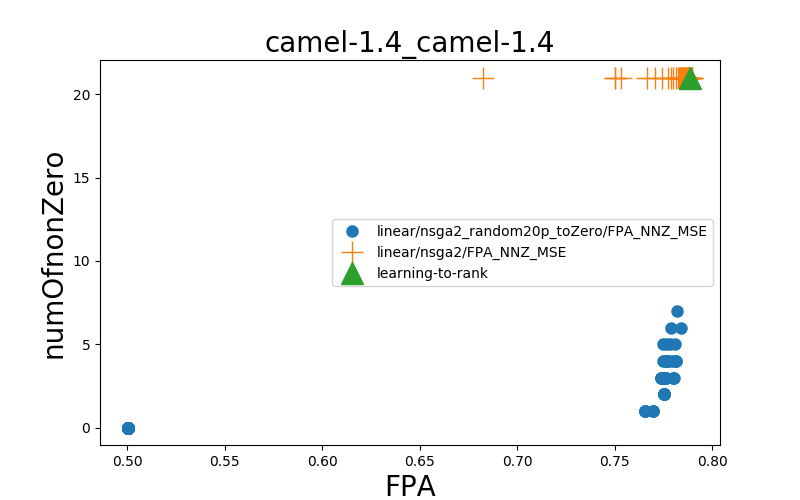 camel-1.4_camel-1.4
numOfnonZero
20
15
10
5
0
linear/nsga2_random20p_toZero/FPA_NNZ_MSE
linear/nsga2/FPA_NNZ_MSE
learning-to-rank
0.50 0.55 0.60 0.65 0.70 0.75 0.80
FPA